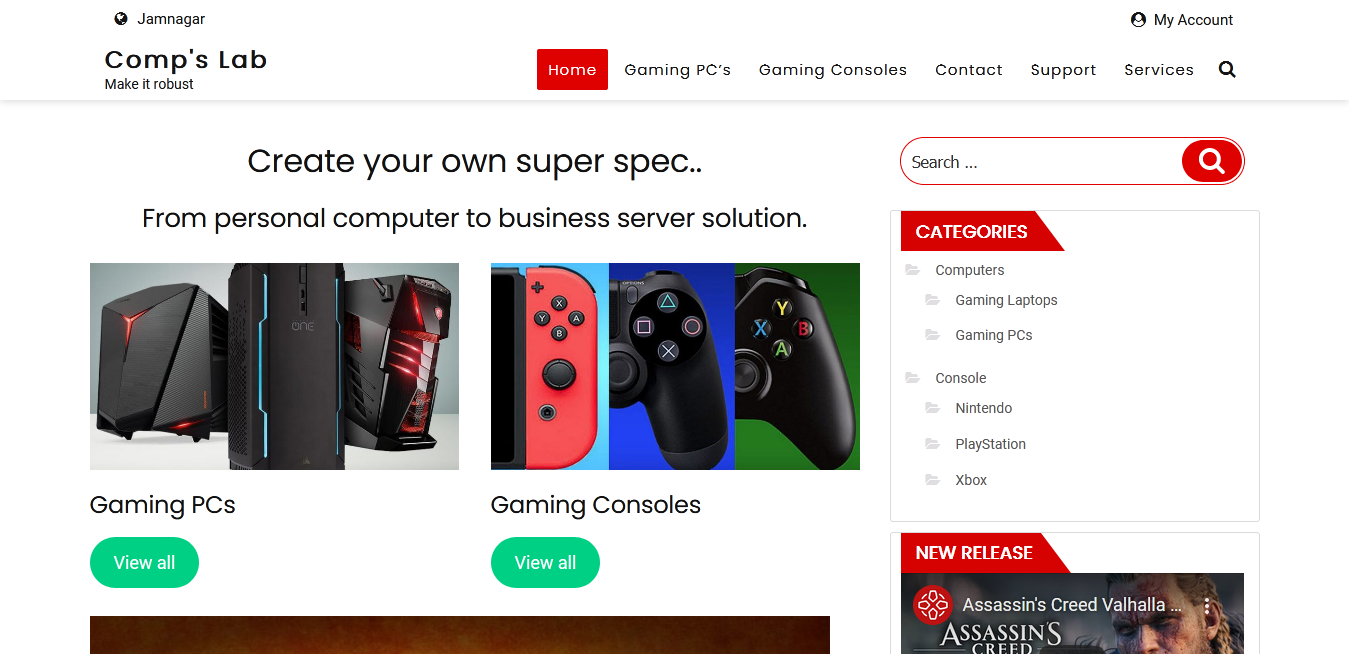 Jamnagar
My Account
Comp's Lab
Make it robust
Home
Gaming PC’s
Gaming Consoles
Contact
Support
Services
Create your own super spec..
From personal computer to business server solution.
Search ...
CATEGORIES
Computers
Gaming Laptops
Gaming PCs
Console
Nintendo
PlayStation
Xbox
ONE
OPTIONS
X
Y
A
B
Y
X
B
A
Gaming PCs
Gaming Consoles
View all
View all
NEW RELEASE
Assassin's Creed Valhalla ...
ASSASSIN'S
CREED